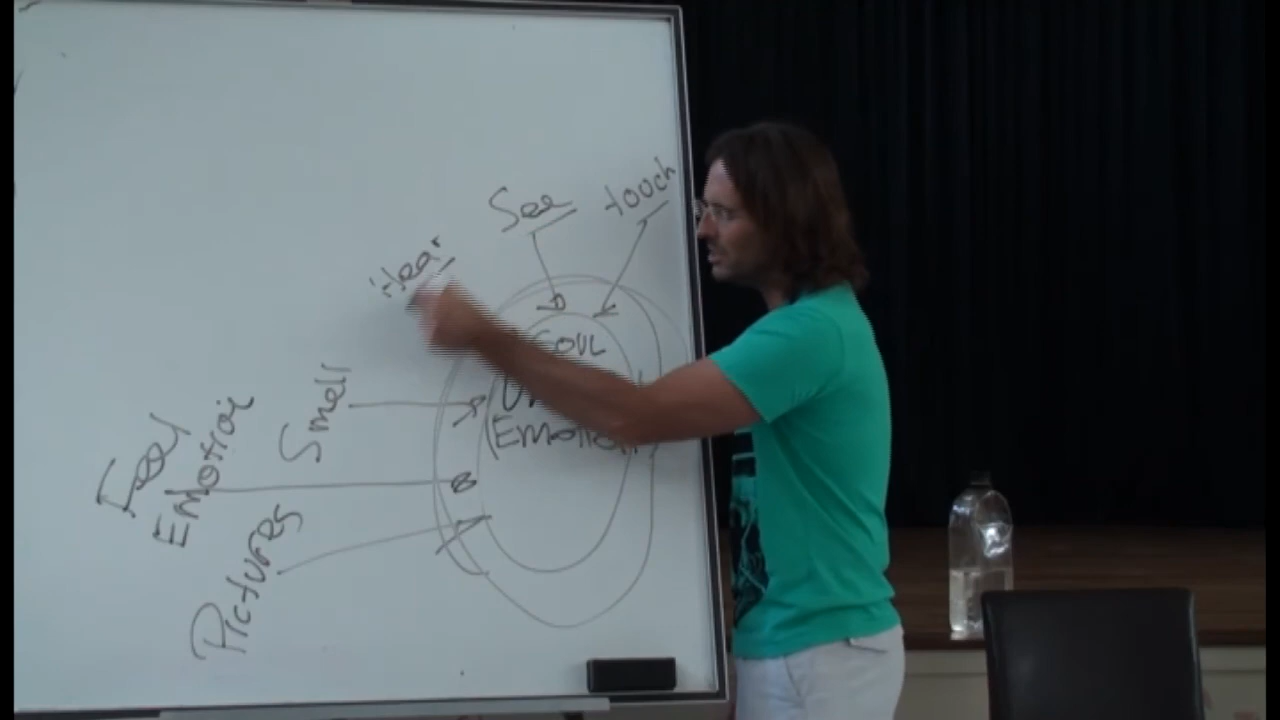 See
touch
Hear
SOUL
(Emotion)
Smell
Feel
Emotion
Pictures